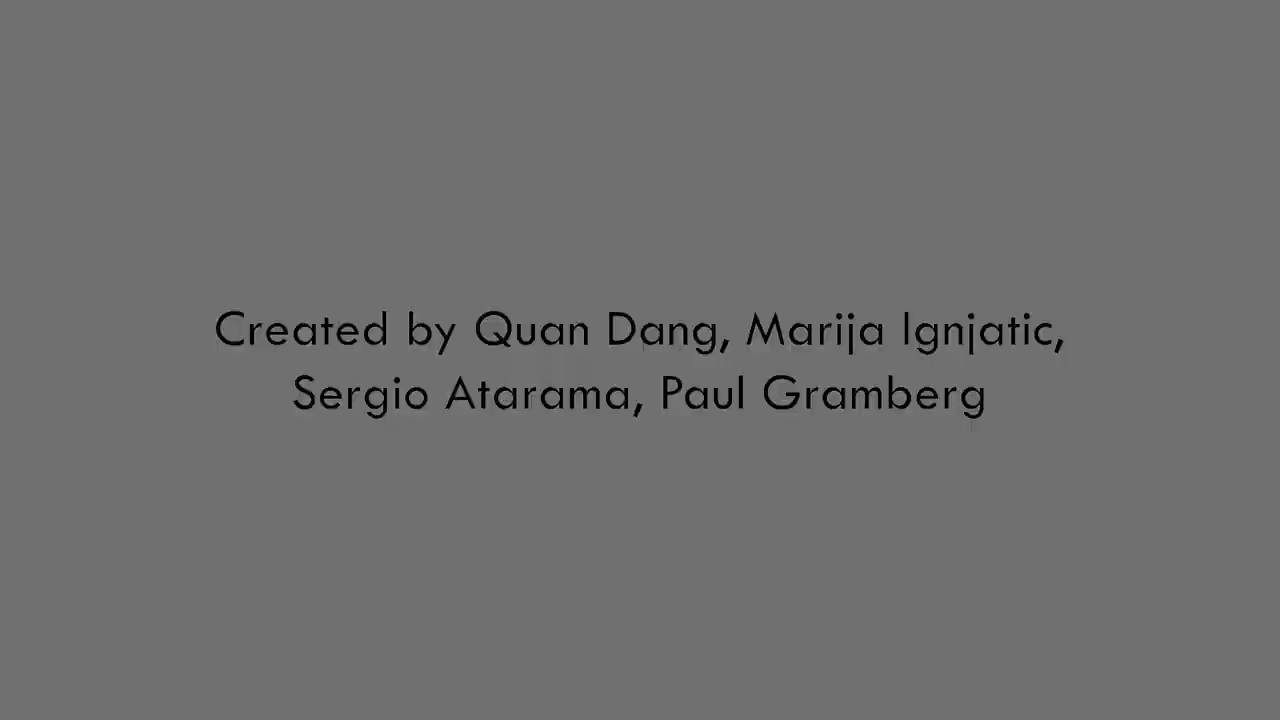 Created by Quan Dang, Marija Ignjatic,
Sergio Atarama, Paul Gramberg